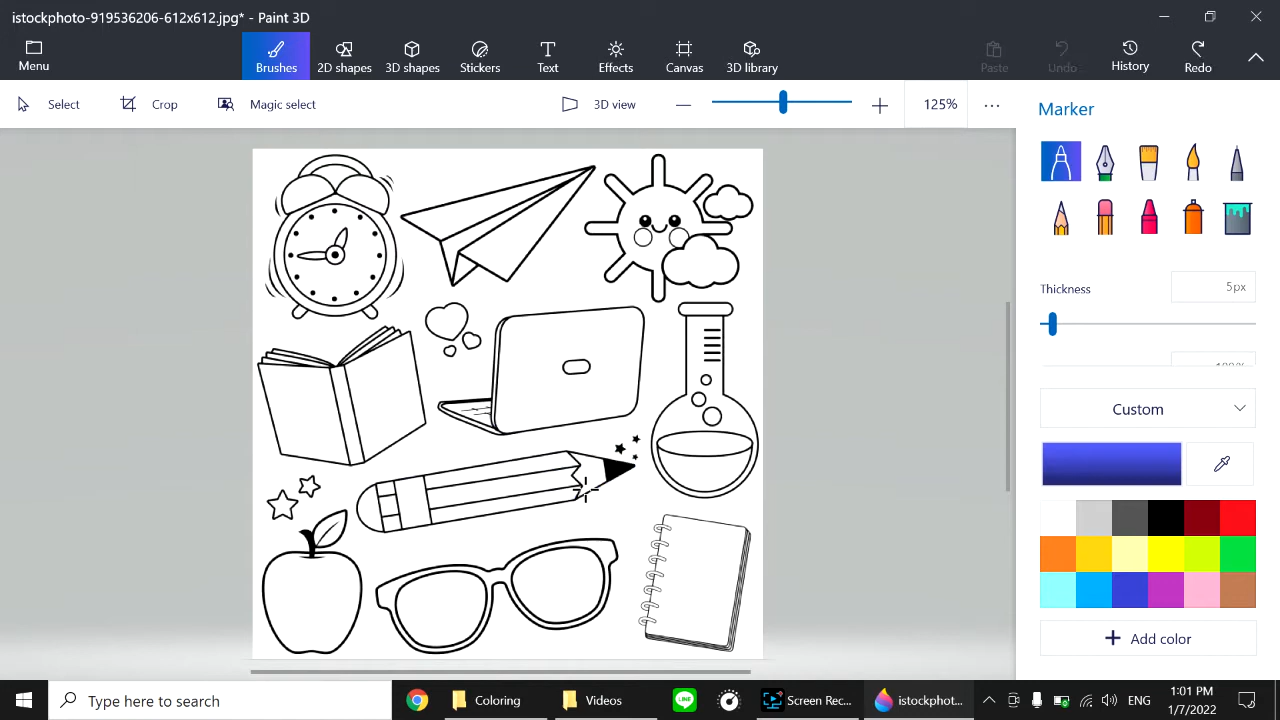 istockphoto-919536206-612x612.jpg* - Paint 3D
Menu
Brushes
2D shapes
3D shapes
Stickers
Text
Effects
Canvas
3D library
Paste
Undo
History
Redo
Select
Crop
Magic select
3D view
125%
Marker
Thickness
5px
Custom
Add color
Type here to search
Coloring
Videos
Screen Rec...
istockphot...
ENG
1:01 PM
1/7/2022